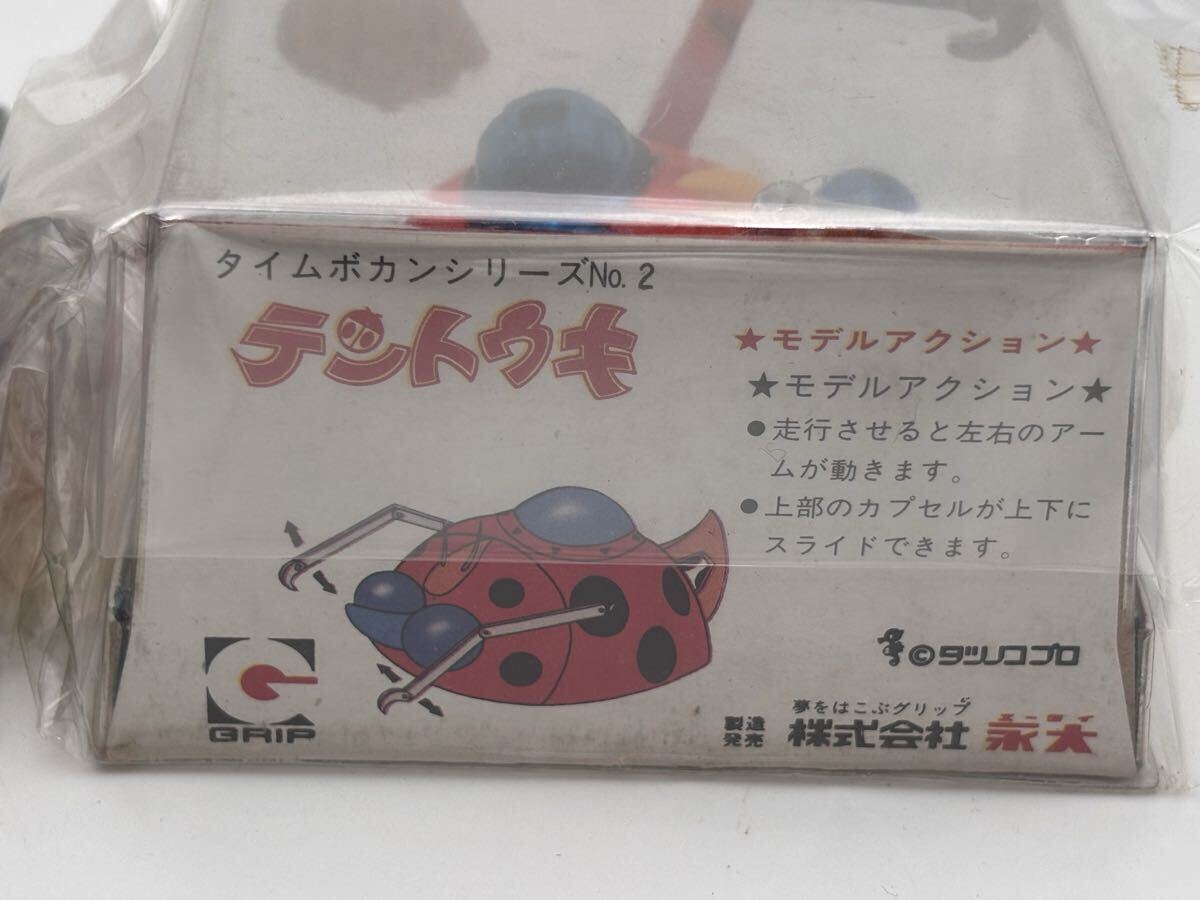 タイムボカンシリーズNo.2
テントウキ
★モデルアクション★
★モデルアクション★
●走行させると左右のアー
ムが動きます。
●上部のカプセルが上下に
スライドできます。
©タツノコプロ
GRIP
夢をはこぶグリップ
製造
発売
株式会社
エーダイ
永大